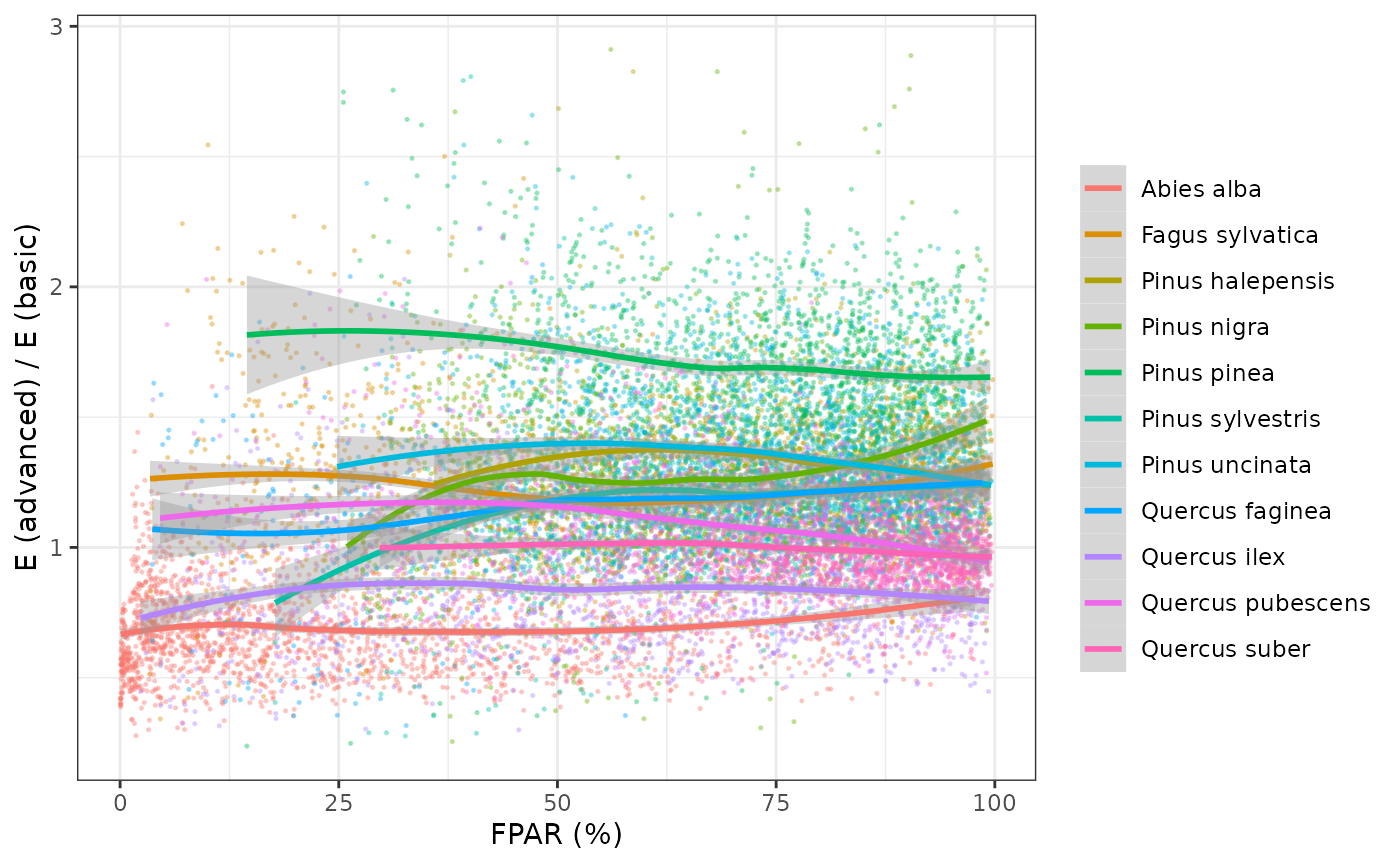 E (advanced) / E (basic)
3
2
1
0
25
50
75
100
FPAR (%)
Abies alba
Fagus sylvatica
Pinus halepensis
Pinus nigra
Pinus pinea
Pinus sylvestris
Pinus uncinata
Quercus faginea
Quercus ilex
Quercus pubescens
Quercus suber